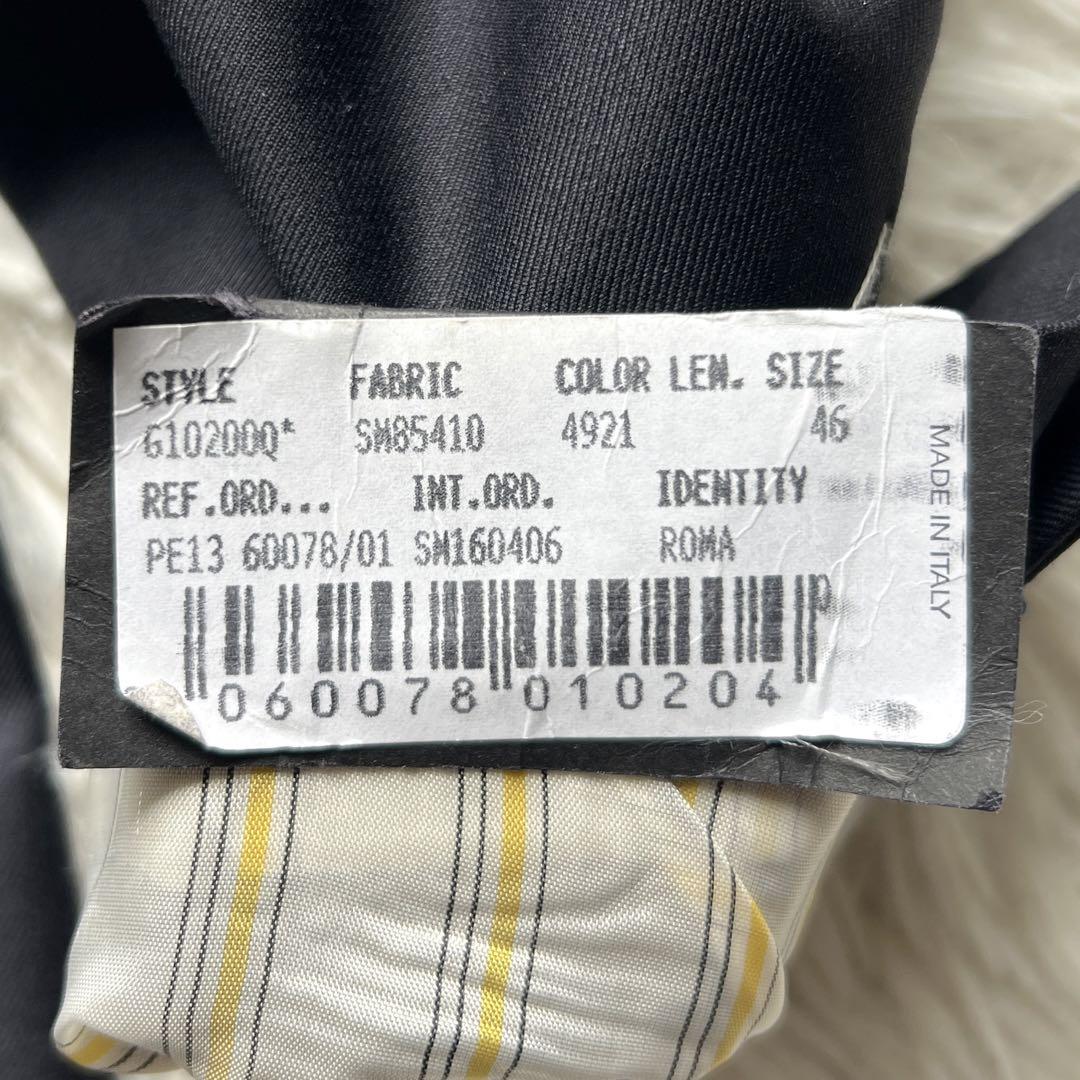 STYLE FABRIC COLOR LEN. SIZE
G10200Q* SM85410 4921 46
REF.ORD... INT.ORD. IDENTITY
PE13 60078/01 SM160406 ROMA
060078 010204
MADE IN ITALY